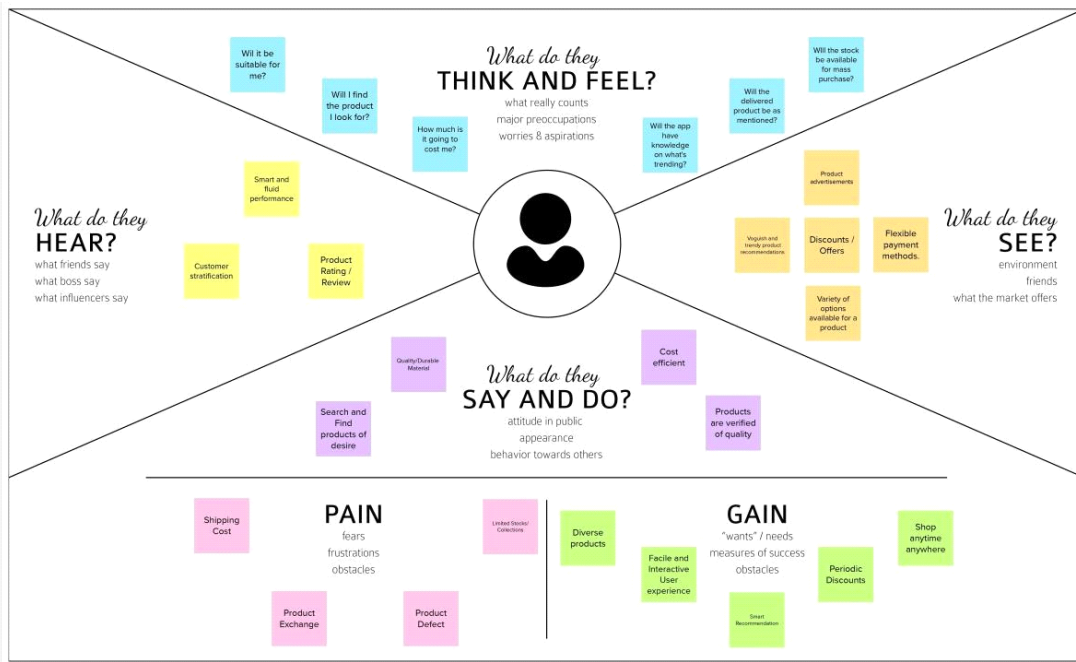 What do they
THINK AND FEEL?
what really counts
major preoccupations
worries & aspirations
Wil it be
suitable for
me?
Will I find
the product
I look for?
How much is
it going to
cost me?
Will the app
have
knowledge
on what's
trending?
Will the
delivered
product be as
mentioned?
Will the stock
be available
for mass
purchase?
What do they
HEAR?
what friends say
what boss say
what influencers say
Smart and
fluid
performance
Customer
stratification
Product
Rating /
Review
What do they
SEE?
environment
friends
what the market offers
Product
advertisements
Voguish and
trendy product
recommendations
Discounts /
Offers
Flexible
payment
methods.
Variety of
options
available for a
product
What do they
SAY AND DO?
attitude in public
appearance
behavior towards others
Quality/Durable
Material
Search and
Find
products of
desire
Cost
efficient
Products
are verified
of quality
PAIN
fears
frustrations
obstacles
Shipping
Cost
Limited Stocks/
Collections
Product
Exchange
Product
Defect
GAIN
"wants" / needs
measures of success
obstacles
Diverse
products
Facile and
Interactive
User
experience
Smart
Recommendation
Periodic
Discounts
Shop
anytime
anywhere